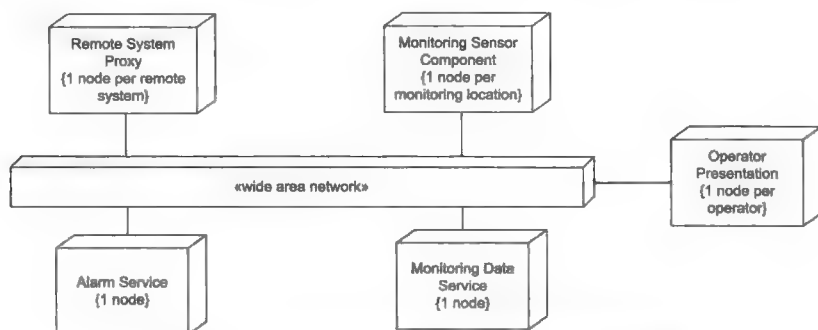 Remote System
Proxy
{1 node per remote
system}
Monitoring Sensor
Component
{1 node per
monitoring location}
«wide area network»
Operator
Presentation
{1 node per
operator}
Alarm Service
{1 node}
Monitoring Data
Service
{1 node}